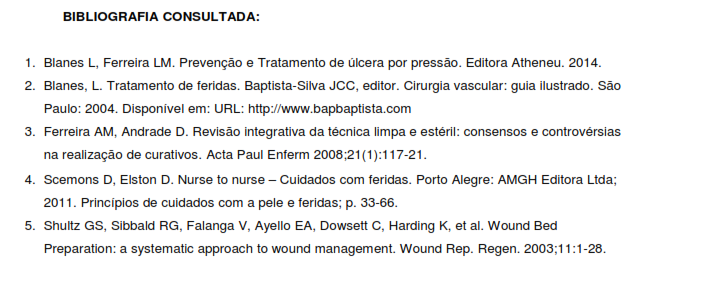 BIBLIOGRAFIA CONSULTADA:
1. Blanes L, Ferreira LM. Prevenção e Tratamento de úlcera por pressão. Editora Atheneu. 2014.
2. Blanes, L. Tratamento de feridas. Baptista-Silva JCC, editor. Cirurgia vascular: guia ilustrado. São
Paulo: 2004. Disponível em: URL: http://www.bapbaptista.com
3. Ferreira AM, Andrade D. Revisão integrativa da técnica limpa e estéril: consensos e controvérsias
na realização de curativos. Acta Paul Enferm 2008;21(1):117-21.
4. Scemons D, Elston D. Nurse to nurse – Cuidados com feridas. Porto Alegre: AMGH Editora Ltda;
2011. Princípios de cuidados com a pele e feridas; p. 33-66.
5. Shultz GS, Sibbald RG, Falanga V, Ayello EA, Dowsett C, Harding K, et al. Wound Bed
Preparation: a systematic approach to wound management. Wound Rep. Regen. 2003;11:1-28.